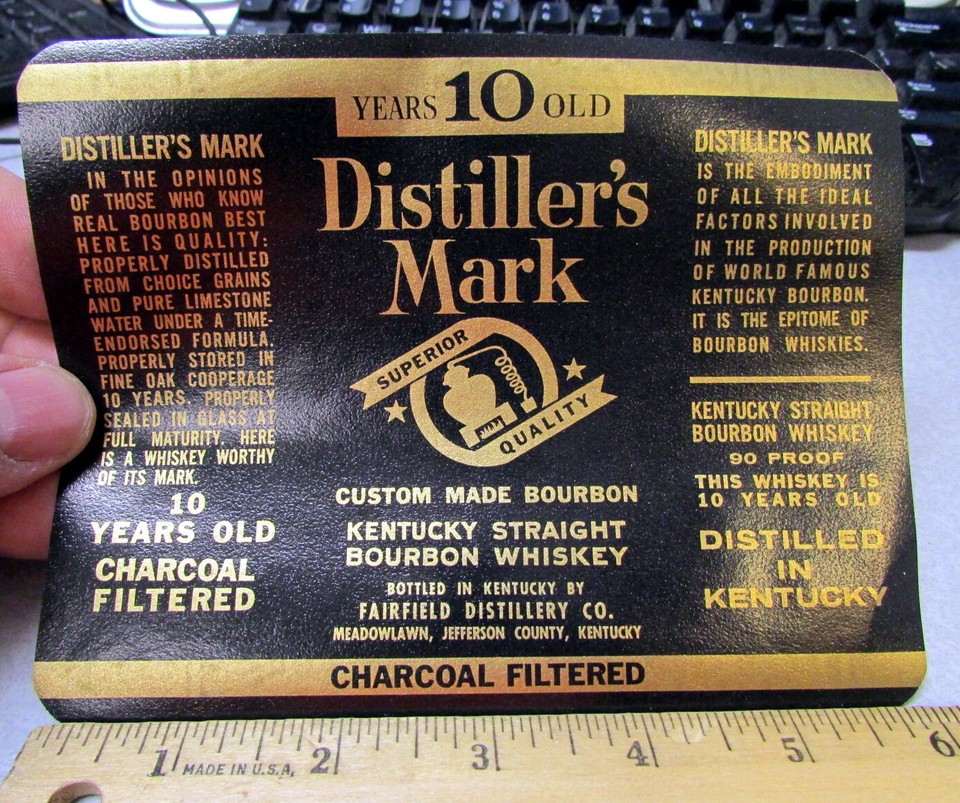 YEARS 10 OLD
DISTILLER'S MARK
IN THE OPINIONS
OF THOSE WHO KNOW
REAL BOURBON BEST
HERE IS QUALITY:
PROPERLY DISTILLED
FROM CHOICE GRAINS
AND PURE LIMESTONE
WATER UNDER A TIME-
ENDORSED FORMULA.
PROPERLY STORED IN
FINE OAK COOPERAGE
10 YEARS. PROPERLY
SEALED IN GLASS AT
FULL MATURITY. HERE
IS A WHISKEY WORTHY
OF ITS MARK.
10
YEARS OLD
CHARCOAL
FILTERED
Distiller's
Mark
SUPERIOR
QUALITY
CUSTOM MADE BOURBON
KENTUCKY STRAIGHT
BOURBON WHISKEY
BOTTLED IN KENTUCKY BY
FAIRFIELD DISTILLERY CO.
MEADOWLAWN, JEFFERSON COUNTY, KENTUCKY
DISTILLER'S MARK
IS THE EMBODIMENT
OF ALL THE IDEAL
FACTORS INVOLVED
IN THE PRODUCTION
OF WORLD FAMOUS
KENTUCKY BOURBON.
IT IS THE EPITOME OF
BOURBON WHISKIES.
KENTUCKY STRAIGHT
BOURBON WHISKEY
90 PROOF
THIS WHISKEY IS
10 YEARS OLD
DISTILLED
IN
KENTUCKY
CHARCOAL FILTERED
1 MADE IN U.S.A. 2 3 4 5 6